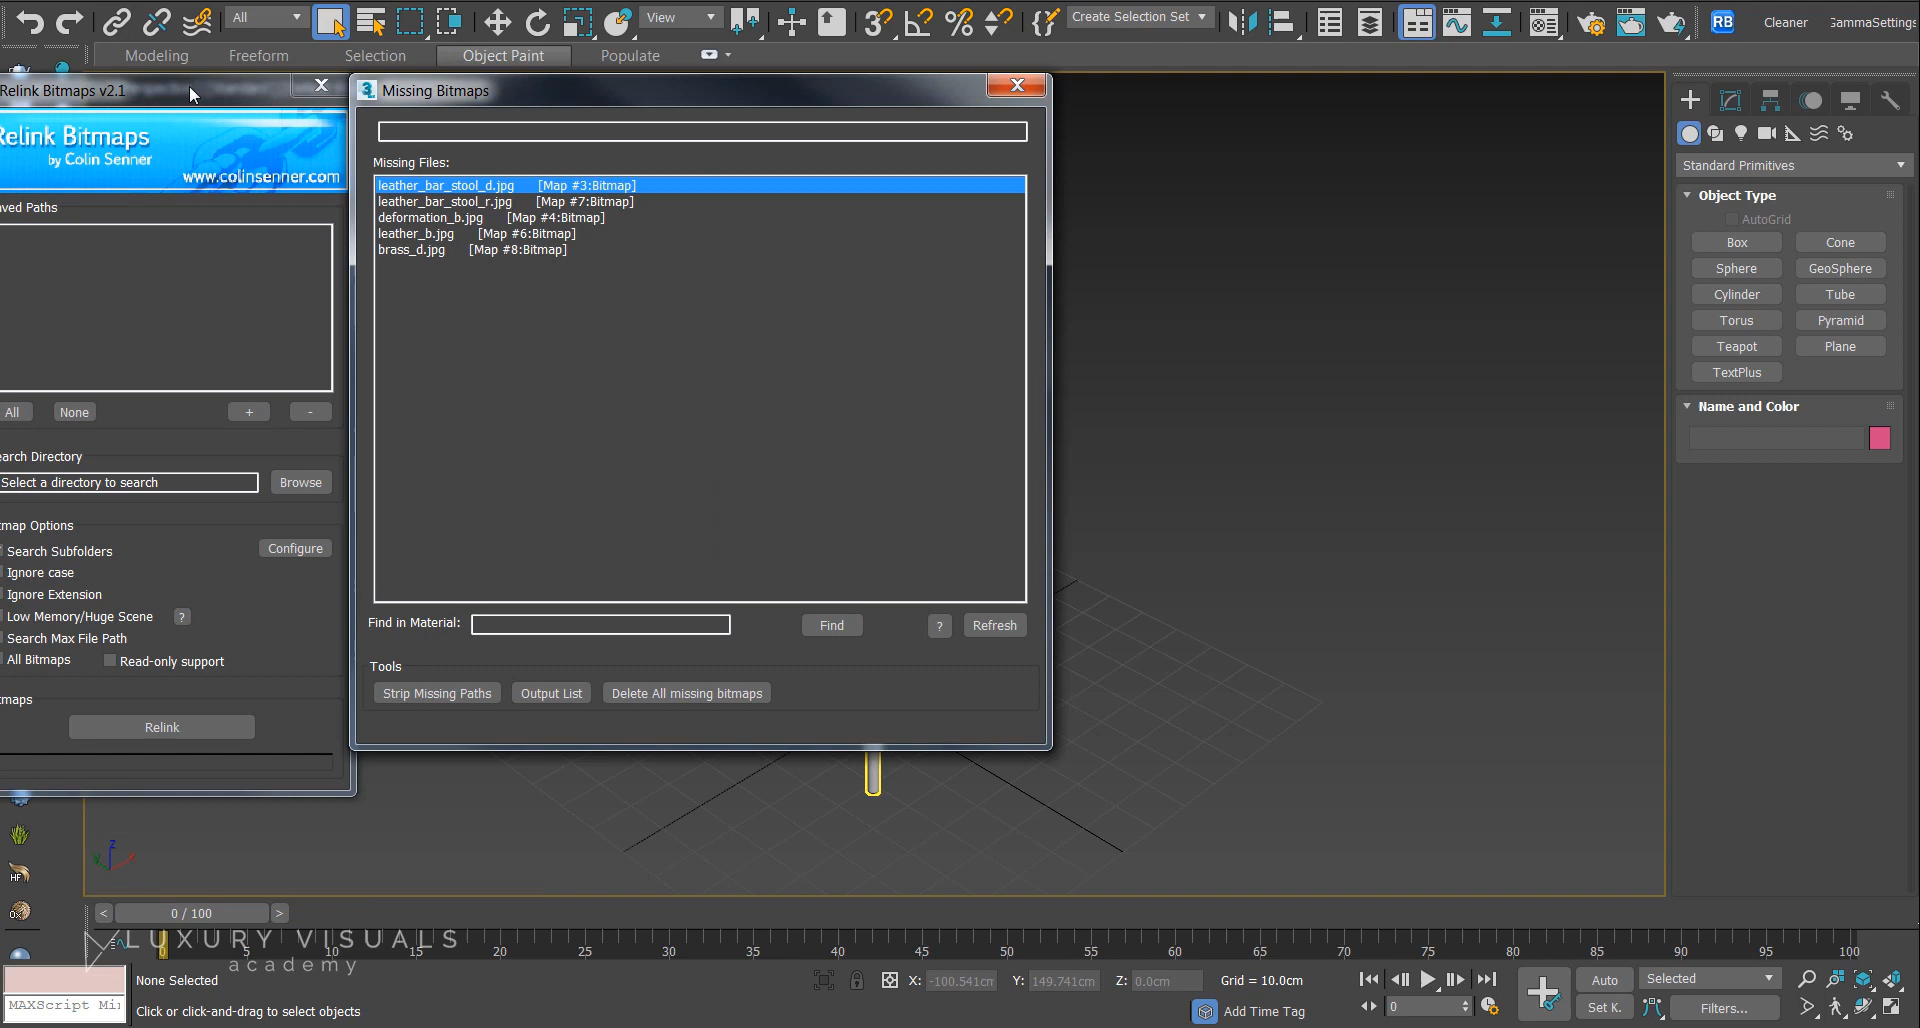 All
View
Create Selection Set
RB
Cleaner
GammaSettings
Modeling
Freeform
Selection
Object Paint
Populate
Relink Bitmaps v2.1
Missing Bitmaps
Relink Bitmaps
by Colin Senner
www.colinsenner.com
Missing Files:
leather_bar_stool_d.jpg [Map #3:Bitmap]
leather_bar_stool_r.jpg [Map #7:Bitmap]
deformation_b.jpg [Map #4:Bitmap]
leather_b.jpg [Map #6:Bitmap]
brass_d.jpg [Map #8:Bitmap]
Find in Material:
Find
?
Refresh
Tools
Strip Missing Paths
Output List
Delete All missing bitmaps
aved Paths
All
None
+
-
earch Directory
Select a directory to search
Browse
tmap Options
Search Subfolders
Configure
Ignore case
Ignore Extension
Low Memory/Huge Scene
?
Search Max File Path
All Bitmaps
Read-only support
tmaps
Relink
Standard Primitives
Object Type
AutoGrid
Box
Cone
Sphere
GeoSphere
Cylinder
Tube
Torus
Pyramid
Teapot
Plane
TextPlus
Name and Color
z
HF
OX
<
0 / 100
>
LUXURY VISUALS
academy
0 5 10 15 20 25 30 35 40 45 50 55 60 65 70 75 80 85 90 95 100
MAXScript Mi
None Selected
Click or click-and-drag to select objects
X: -100.541cm
Y: 149.741cm
Z: 0.0cm
Grid = 10.0cm
Add Time Tag
0
Auto
Selected
Set K.
Filters...